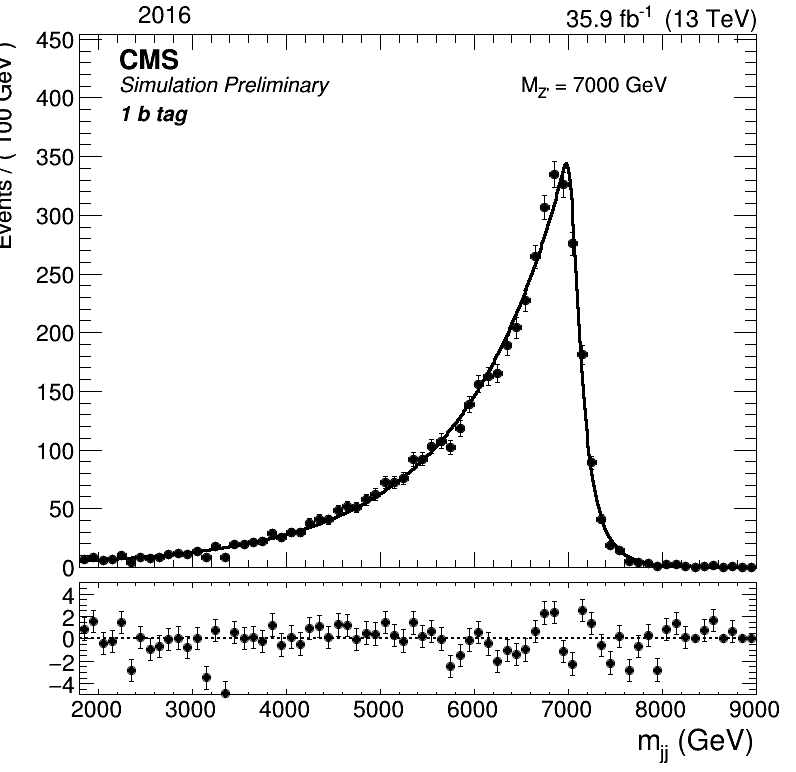 2016
35.9 fb⁻¹ (13 TeV)
CMS
Simulation Preliminary
1 b tag
M_Z' = 7000 GeV
Events / ( 100 GeV )
450
400
350
300
250
200
150
100
50
0
4
2
0
−2
−4
2000 3000 4000 5000 6000 7000 8000 9000
m_jj (GeV)